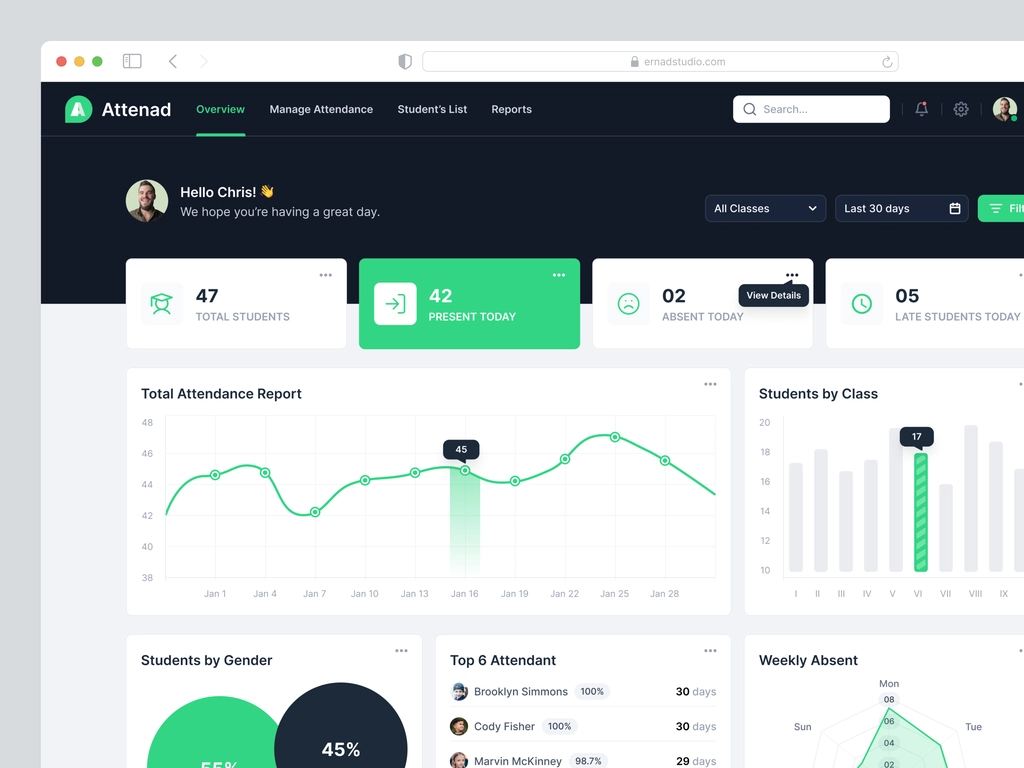 ernadstudio.com
Attenad
Overview
Manage Attendance
Student's List
Reports
Search...
Hello Chris! 👋
We hope you're having a great day.
All Classes
Last 30 days
47
TOTAL STUDENTS
42
PRESENT TODAY
02
ABSENT TODAY
View Details
05
LATE STUDENTS TODAY
Total Attendance Report
48
46
44
42
40
38
45
Jan 1
Jan 4
Jan 7
Jan 10
Jan 13
Jan 16
Jan 19
Jan 22
Jan 25
Jan 28
Students by Class
20
18
16
14
12
10
17
I
II
III
IV
V
VI
VII
VIII
IX
Students by Gender
55%
45%
Top 6 Attendant
Brooklyn Simmons 100% 30 days
Cody Fisher 100% 30 days
Marvin McKinney 98.7% 29 days
Weekly Absent
Mon
08
06
04
02
Sun
Tue